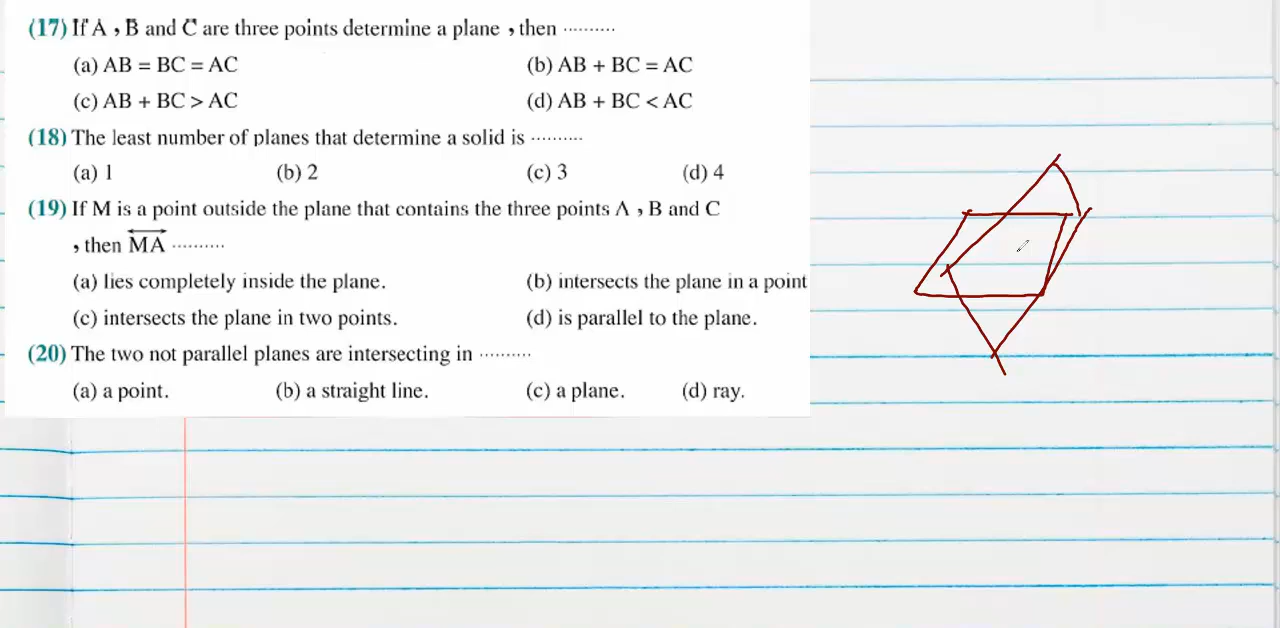 (17) If A , B and C are three points determine a plane , then ..........
(a) AB = BC = AC (b) AB + BC = AC
(c) AB + BC > AC (d) AB + BC < AC
(18) The least number of planes that determine a solid is ..........
(a) 1 (b) 2 (c) 3 (d) 4
(19) If M is a point outside the plane that contains the three points A , B and C
, then MA ..........
(a) lies completely inside the plane. (b) intersects the plane in a point
(c) intersects the plane in two points. (d) is parallel to the plane.
(20) The two not parallel planes are intersecting in ..........
(a) a point. (b) a straight line. (c) a plane. (d) ray.